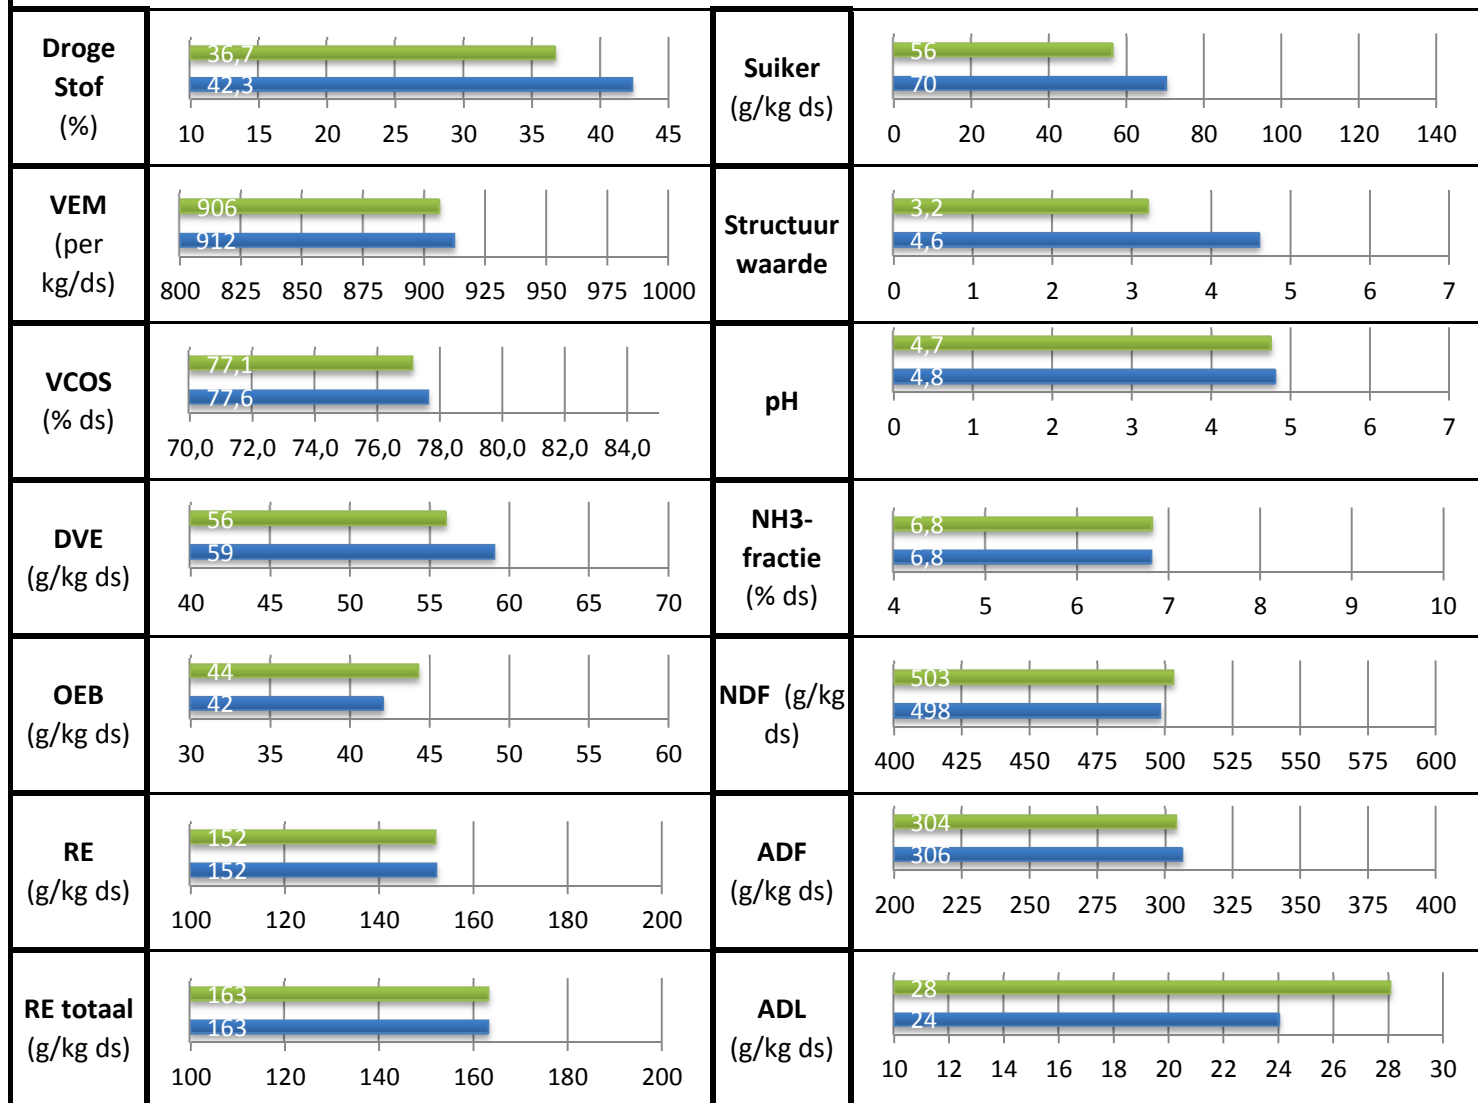 Droge
Stof
(%)
36,7
42,3
10 15 20 25 30 35 40 45
Suiker
(g/kg ds)
56
70
0 20 40 60 80 100 120 140
VEM
(per
kg/ds)
906
912
800 825 850 875 900 925 950 975 1000
Structuur
waarde
3,2
4,6
0 1 2 3 4 5 6 7
VCOS
(% ds)
77,1
77,6
70,0 72,0 74,0 76,0 78,0 80,0 82,0 84,0
pH
4,7
4,8
0 1 2 3 4 5 6 7
DVE
(g/kg ds)
56
59
40 45 50 55 60 65 70
NH3-
fractie
(% ds)
6,8
6,8
4 5 6 7 8 9 10
OEB
(g/kg ds)
44
42
30 35 40 45 50 55 60
NDF (g/kg
ds)
503
498
400 425 450 475 500 525 550 575 600
RE
(g/kg ds)
152
152
100 120 140 160 180 200
ADF
(g/kg ds)
304
306
200 225 250 275 300 325 350 375 400
RE totaal
(g/kg ds)
163
163
100 120 140 160 180 200
ADL
(g/kg ds)
28
24
10 12 14 16 18 20 22 24 26 28 30